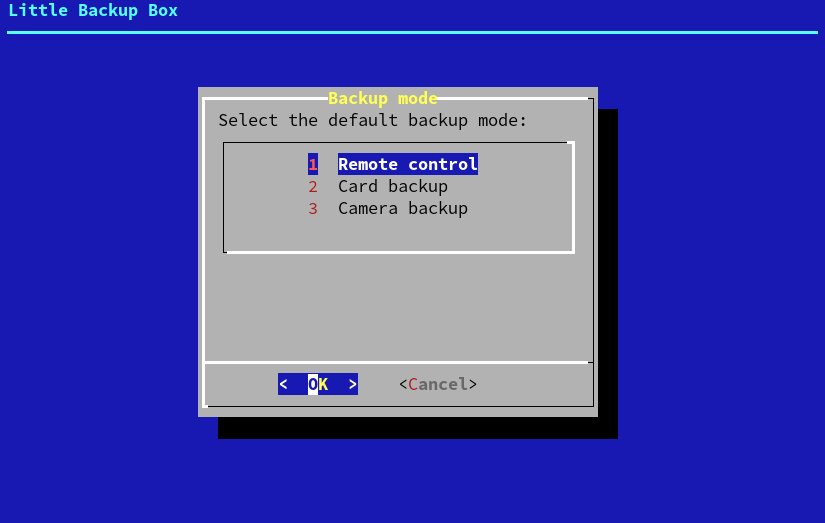 Little Backup Box
Backup mode
Select the default backup mode:
1 Remote control
2 Card backup
3 Camera backup
< OK > <Cancel>